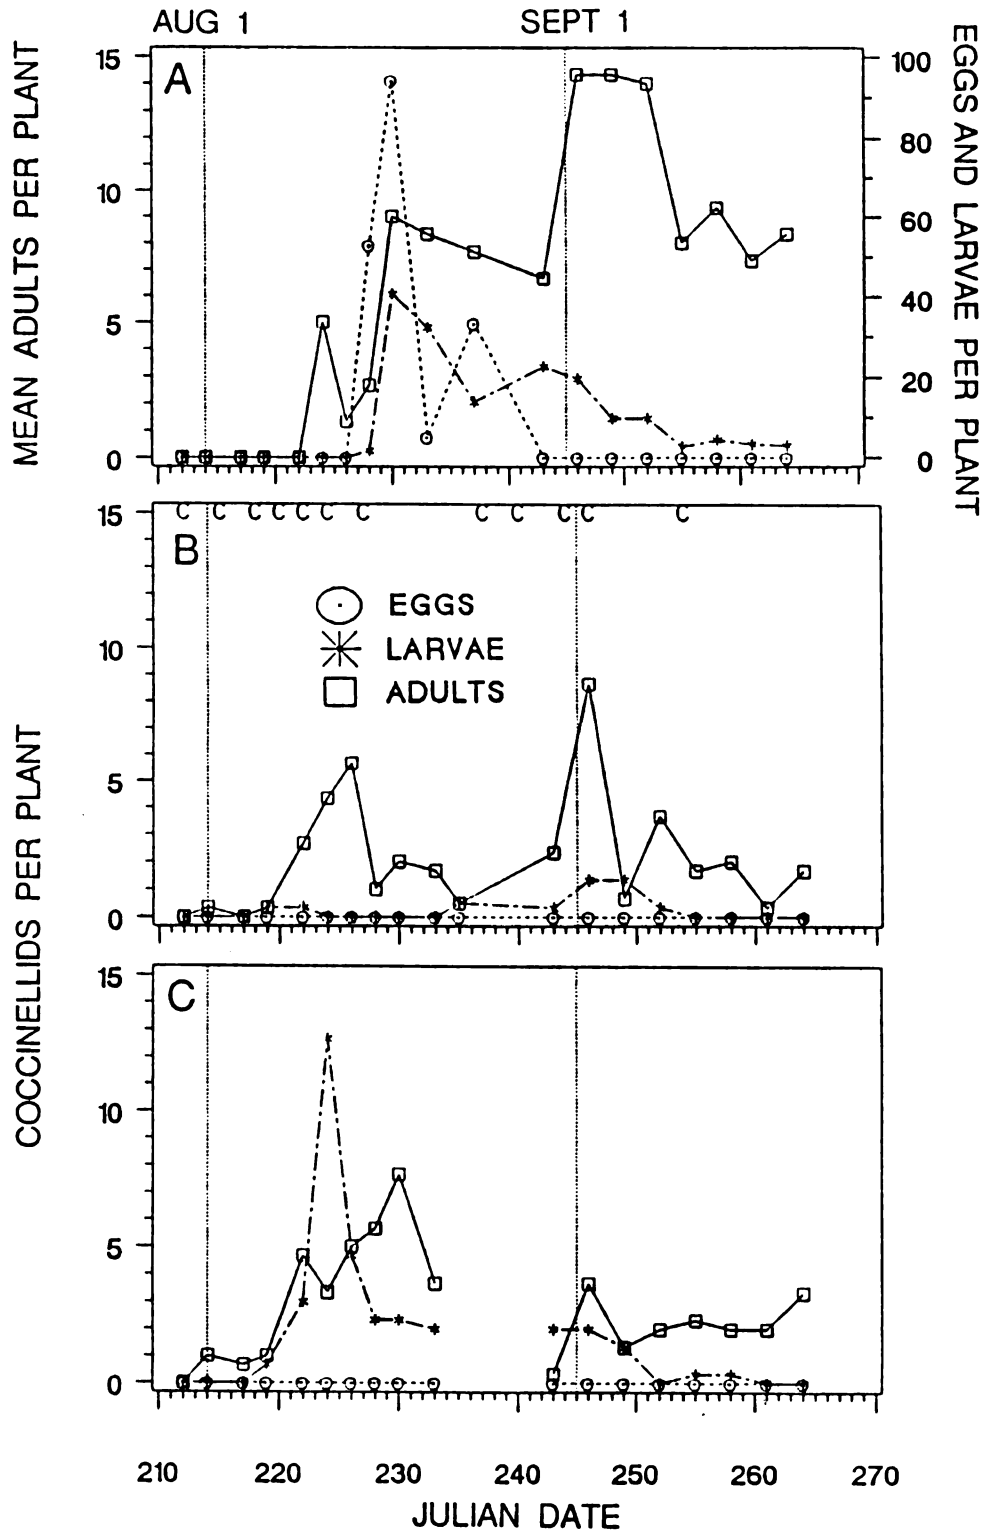 AUG 1 SEPT 1
MEAN ADULTS PER PLANT
EGGS AND LARVAE PER PLANT
A
15
10
5
0
100
80
60
40
20
0
C C C C C C C C C C C C
B
15
10
5
0
EGGS
LARVAE
ADULTS
COCCINELLIDS PER PLANT
C
15
10
5
0
210 220 230 240 250 260 270
JULIAN DATE